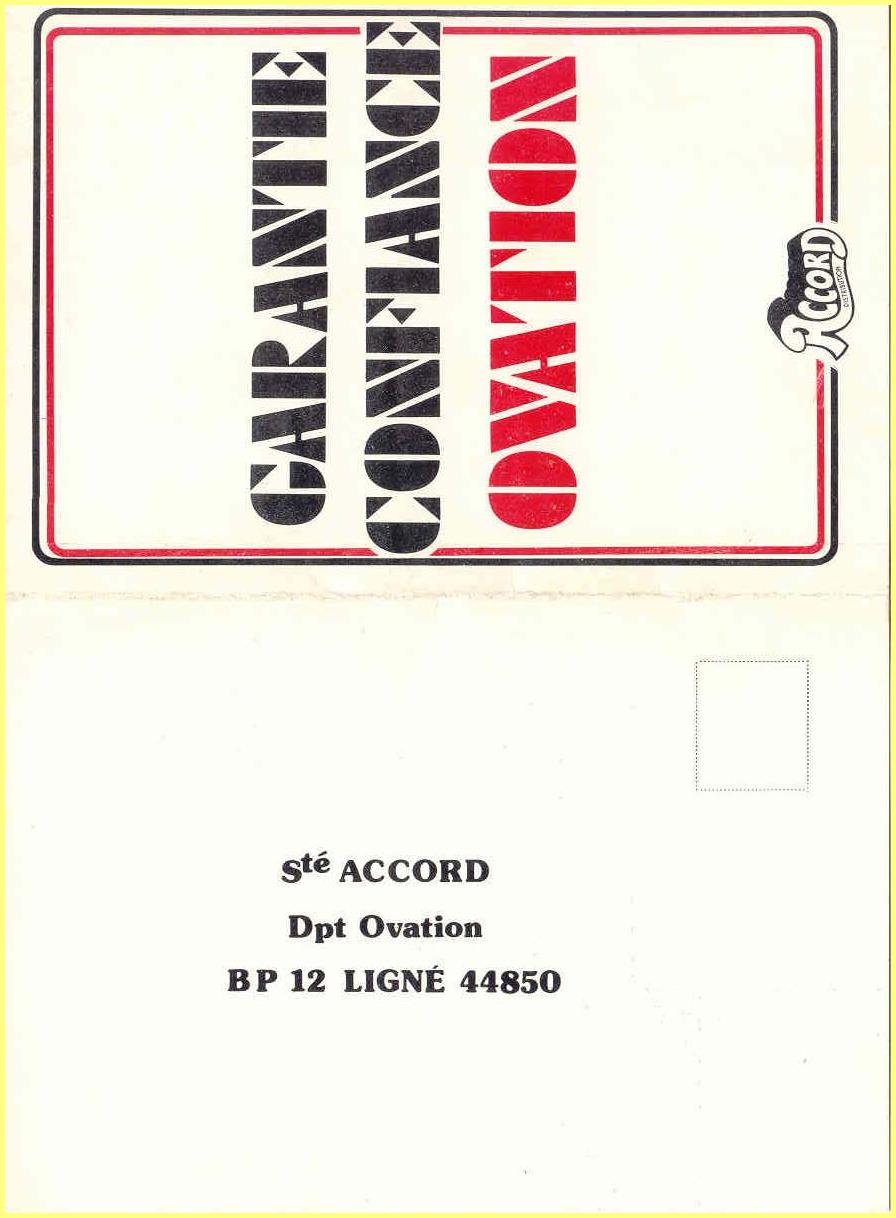 GARANTIE
CONFIANCE
OVATION
ACCORD
DISTRIBUTION
Sté ACCORD
Dpt Ovation
BP 12 LIGNÉ 44850